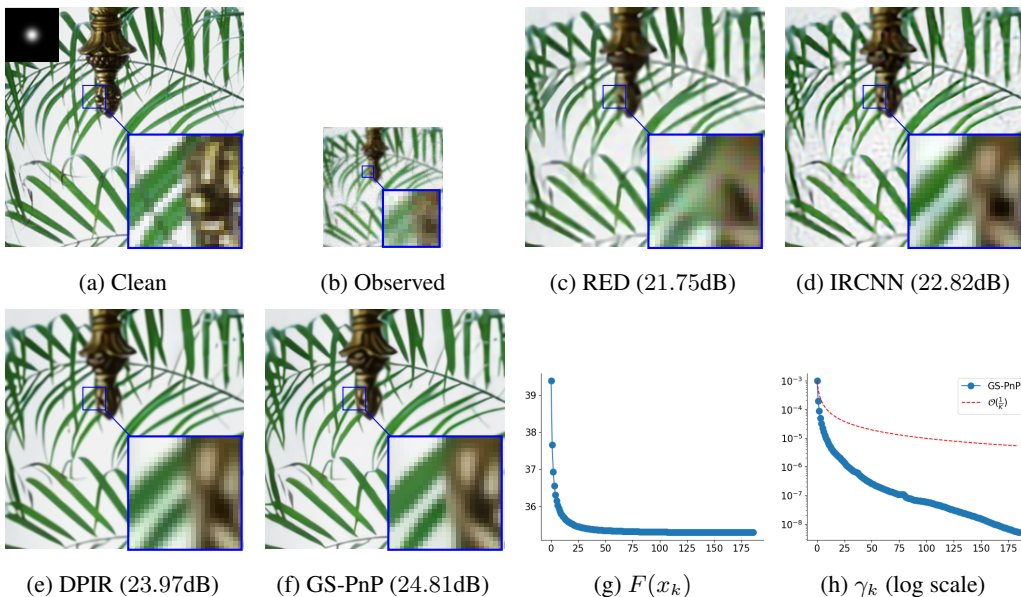 (a) Clean
(b) Observed
(c) RED (21.75dB)
(d) IRCNN (22.82dB)
39
38
37
36
0 25 50 75 100 125 150 175
10⁻³
10⁻⁴
10⁻⁵
10⁻⁶
10⁻⁷
10⁻⁸
GS-PnP
𝒪(1/K)
0 25 50 75 100 125 150 175
(e) DPIR (23.97dB)
(f) GS-PnP (24.81dB)
(g) F(xₖ)
(h) γₖ (log scale)